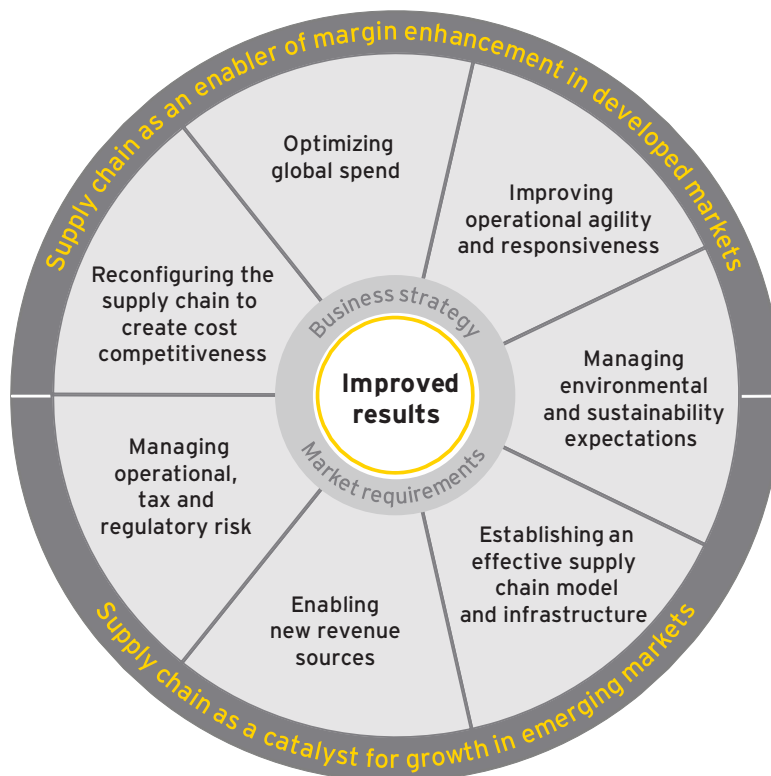 Supply chain as an enabler of margin enhancement in developed markets
Optimizing
global spend
Improving
operational agility
and responsiveness
Reconfiguring the
supply chain to
create cost
competitiveness
Business strategy
Improved
results
Market requirements
Managing
environmental
and sustainability
expectations
Managing
operational,
tax and
regulatory risk
Establishing an
effective supply
chain model
and infrastructure
Enabling
new revenue
sources
Supply chain as a catalyst for growth in emerging markets